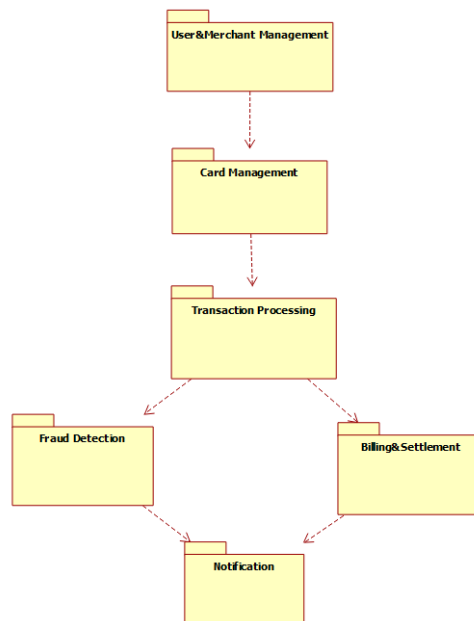 User&Merchant Management
Card Management
Transaction Processing
Fraud Detection
Billing&Settlement
Notification